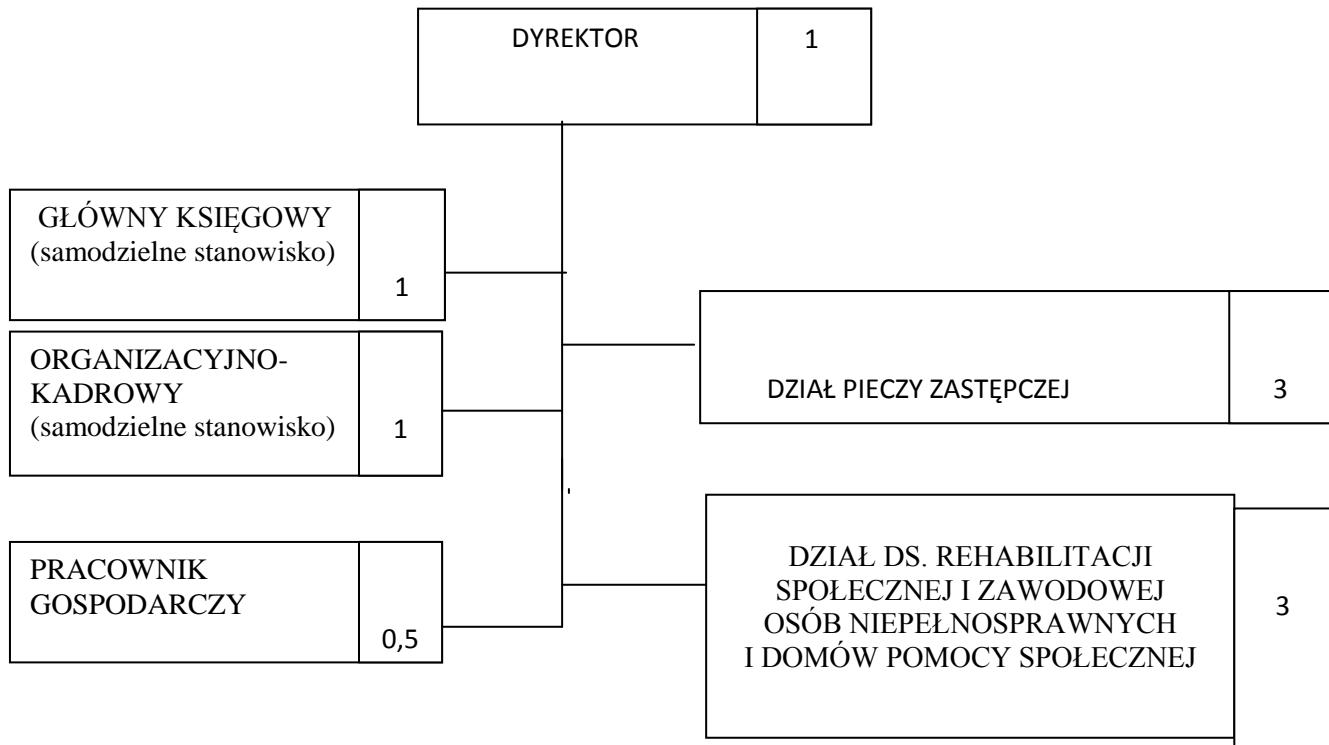 DYREKTOR 1
GŁÓWNY KSIĘGOWY
(samodzielne stanowisko)
1
ORGANIZACYJNO-
KADROWY
(samodzielne stanowisko) 1
DZIAŁ PIECZY ZASTĘPCZEJ 3
PRACOWNIK
GOSPODARCZY
0,5
DZIAŁ DS. REHABILITACJI
SPOŁECZNEJ I ZAWODOWEJ
OSÓB NIEPEŁNOSPRAWNYCH
I DOMÓW POMOCY SPOŁECZNEJ
3